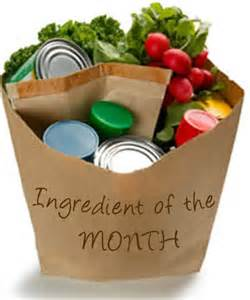 Ingredient of the
MONTH